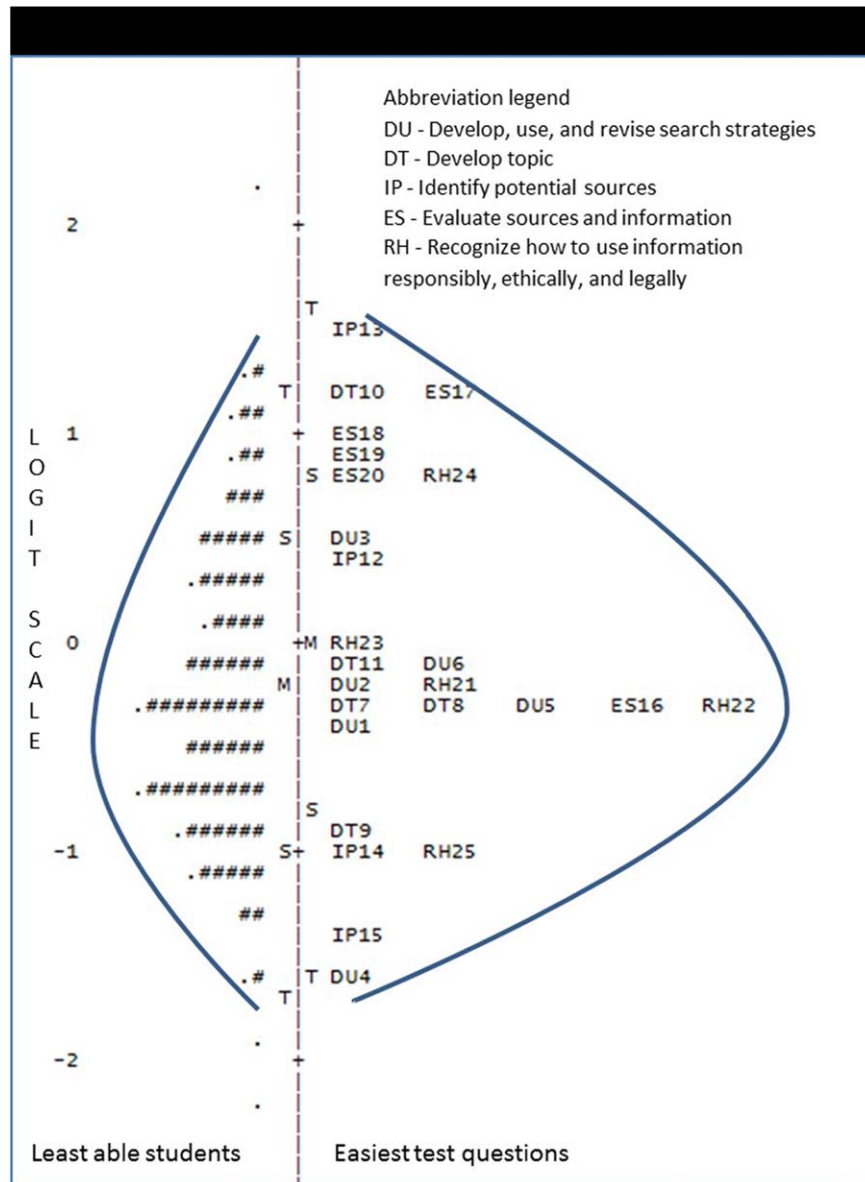 Abbreviation legend
DU - Develop, use, and revise search strategies
DT - Develop topic
IP - Identify potential sources
ES - Evaluate sources and information
RH - Recognize how to use information
responsibly, ethically, and legally
.
2 +
T
IP13
.#
T DT10 ES17
.##
1 + ES18
.## ES19
S ES20 RH24
###
##### S DU3
IP12
.#####
.####
0 +M RH23
###### DT11 DU6
M DU2 RH21
.######### DT7 DT8 DU5 ES16 RH22
DU1
######
.#########
S
.###### DT9
-1 S+ IP14 RH25
.#####
##
IP15
.# T DU4
T
.
-2 +
.
LOGIT SCALE
Least able students Easiest test questions